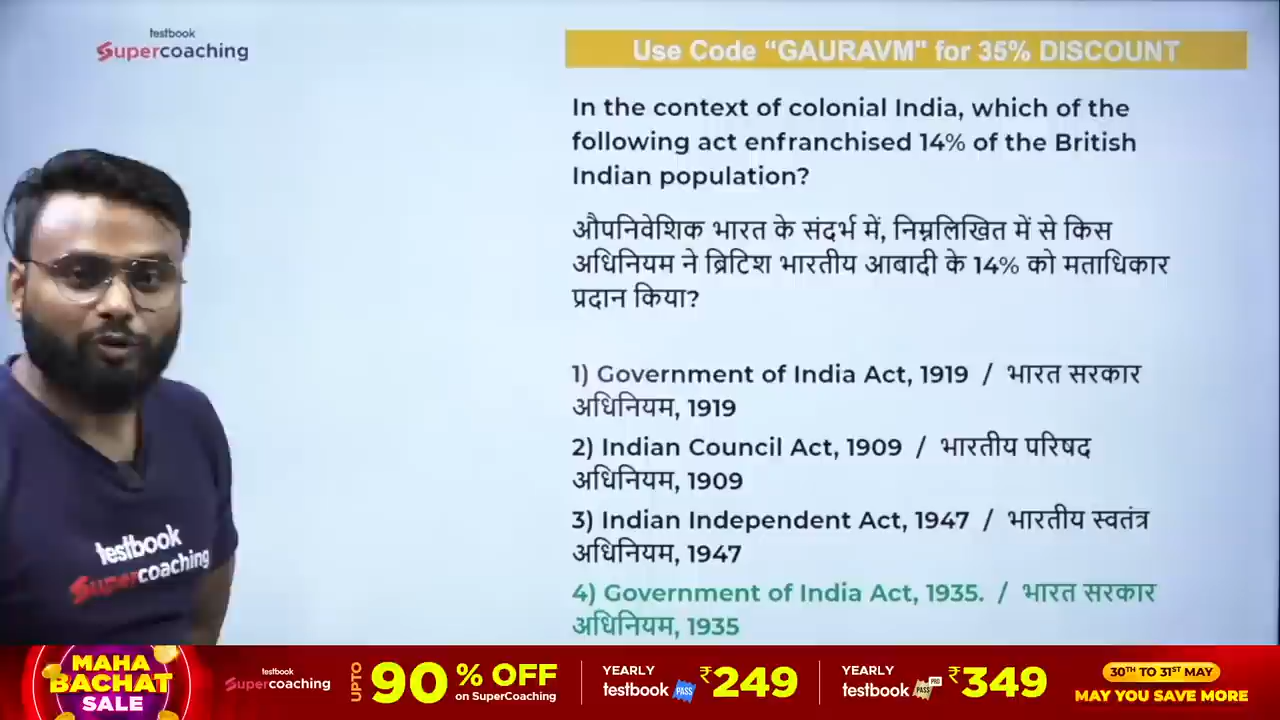 testbook
Supercoaching
Use Code “GAURAVM" for 35% DISCOUNT
In the context of colonial India, which of the
following act enfranchised 14% of the British
Indian population?
औपनिवेशिक भारत के संदर्भ में, निम्नलिखित में से किस
अधिनियम ने ब्रिटिश भारतीय आबादी के 14% को मताधिकार
प्रदान किया?
1) Government of India Act, 1919 / भारत सरकार
अधिनियम, 1919
2) Indian Council Act, 1909 / भारतीय परिषद
अधिनियम, 1909
3) Indian Independent Act, 1947 / भारतीय स्वतंत्र
अधिनियम, 1947
4) Government of India Act, 1935. / भारत सरकार
अधिनियम, 1935
testbook
Supercoaching
MAHA
BACHAT
SALE
testbook
Supercoaching
UPTO 90% OFF
on SuperCoaching
YEARLY
testbook PASS ₹249
YEARLY
testbook PASS PRO ₹349
30TH TO 31ST MAY
MAY YOU SAVE MORE